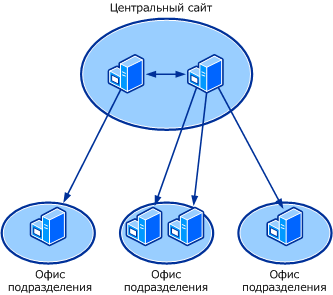 Центральный сайт
Офис
подразделения
Офис
подразделения
Офис
подразделения